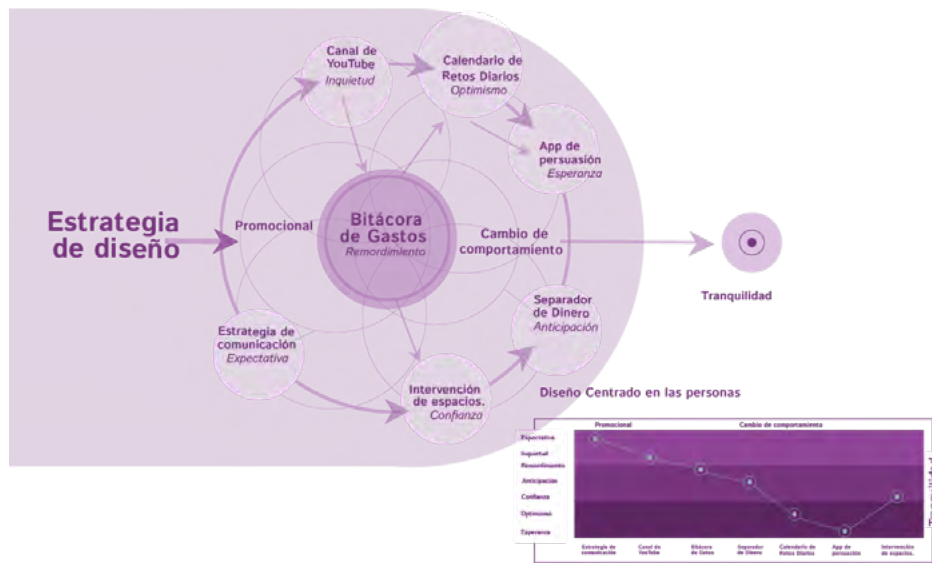 Estrategia
de diseño
Promocional
Canal de
YouTube
Inquietud
Calendario de
Retos Diarios
Optimismo
App de
persuasión
Esperanza
Bitácora
de Gastos
Remordimiento
Cambio de
comportamiento
Separador
de Dinero
Anticipación
Estrategia de
comunicación
Expectativa
Intervención
de espacios.
Confianza
Tranquilidad
Diseño Centrado en las personas
Promocional
Cambio de comportamiento
Expectativa
Inquietud
Remordimiento
Anticipación
Confianza
Optimismo
Esperanza
Estrategia de
comunicación
Canal de
YouTube
Bitácora
de Gatos
Separador
de Dinero
Calendario de
Retos Diarios
App de
persuasión
Intervención
de espacios.